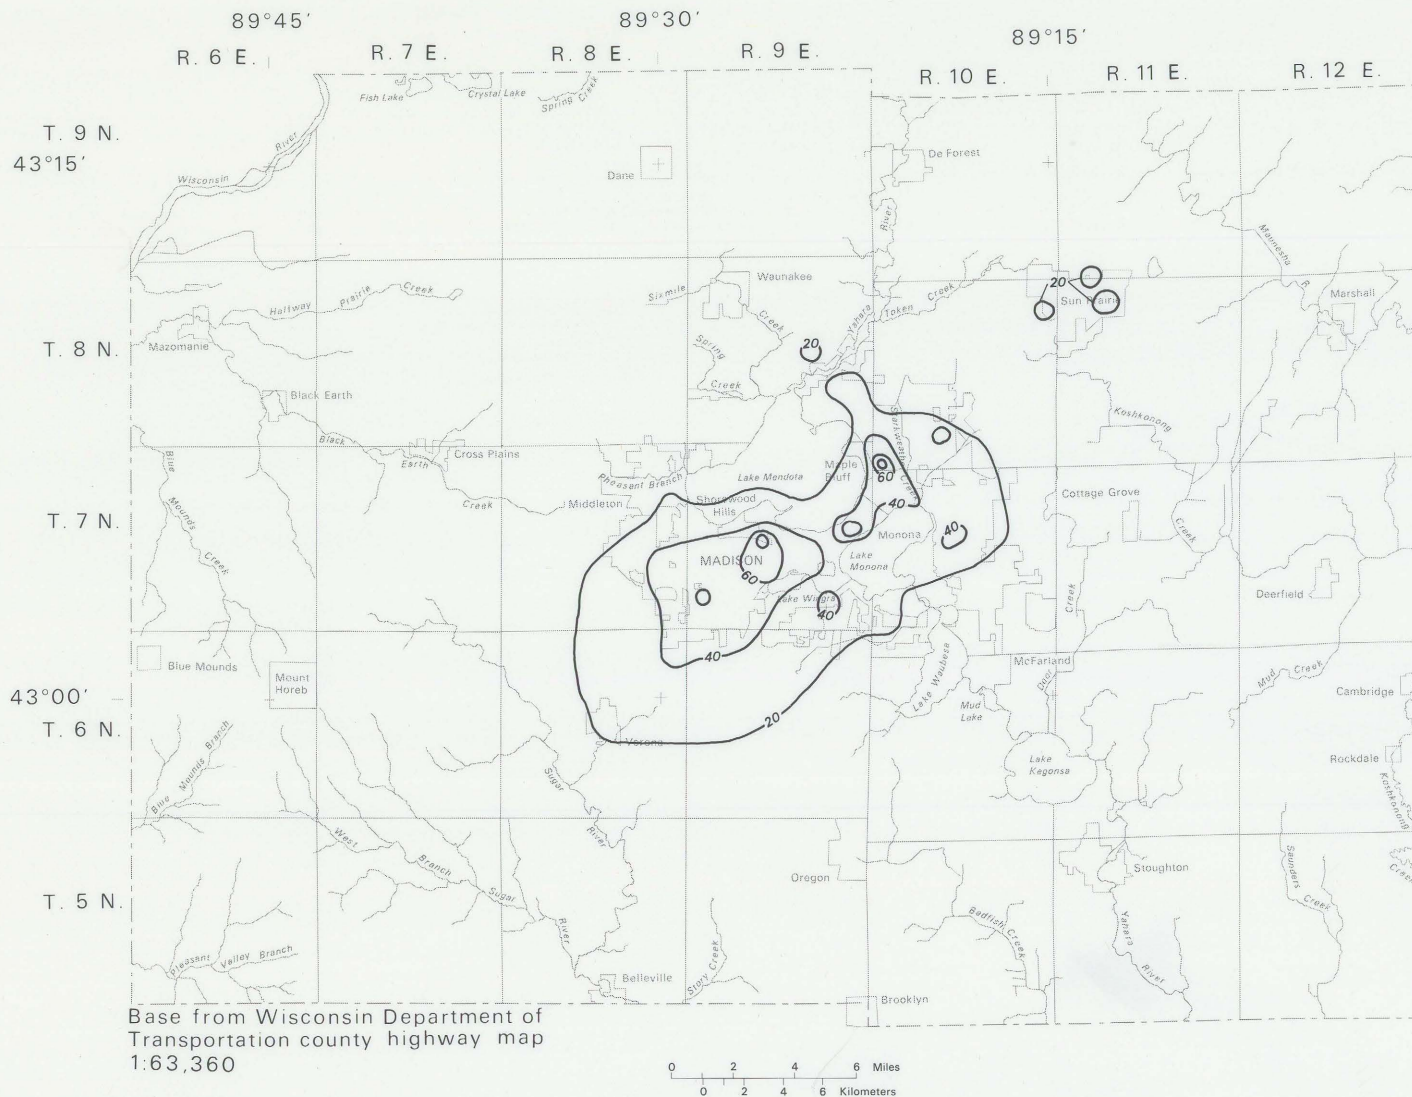 89°45′
89°30′
89°15′
R. 6 E.
R. 7 E.
R. 8 E.
R. 9 E.
R. 10 E.
R. 11 E.
R. 12 E.
T. 9 N.
43°15′
T. 8 N.
T. 7 N.
43°00′
T. 6 N.
T. 5 N.
Fish Lake
Crystal Lake
Spring Creek
Wisconsin River
Dane
De Forest
River
Maunesha R
Waunakee
Sixmile Creek
Halfway Prairie Creek
Mazomanie
Yahara
Token Creek
20
Sun Prairie
Marshall
20
Spring Creek
Black Earth
Black Earth Creek
Cross Plains
Koshkonong Creek
Starkweather Creek
Blue Mounds Creek
Pheasant Branch
Lake Mendota
Maple
Bluff
60
40
Middleton
Shorewood
Hills
Cottage Grove
Monona
40
MADISON
60
Lake
Monona
Lake Wingra
40
Creek
Deerfield
40
Blue Mounds
Mount
Horeb
McFarland
Door
Mud Creek
Cambridge
Lake Waubesa
Mud
Lake
20
Verona
Blue Mounds Branch
Sugar River
Lake
Kegonsa
Rockdale
Koshkonong
Creek
West Branch Sugar River
Oregon
Stoughton
Saunders Creek
Badfish Creek
Yahara River
Pleasant Valley Branch
Story Creek
Belleville
Brooklyn
Base from Wisconsin Department of
Transportation county highway map
1:63,360
0 2 4 6 Miles
0 2 4 6 Kilometers